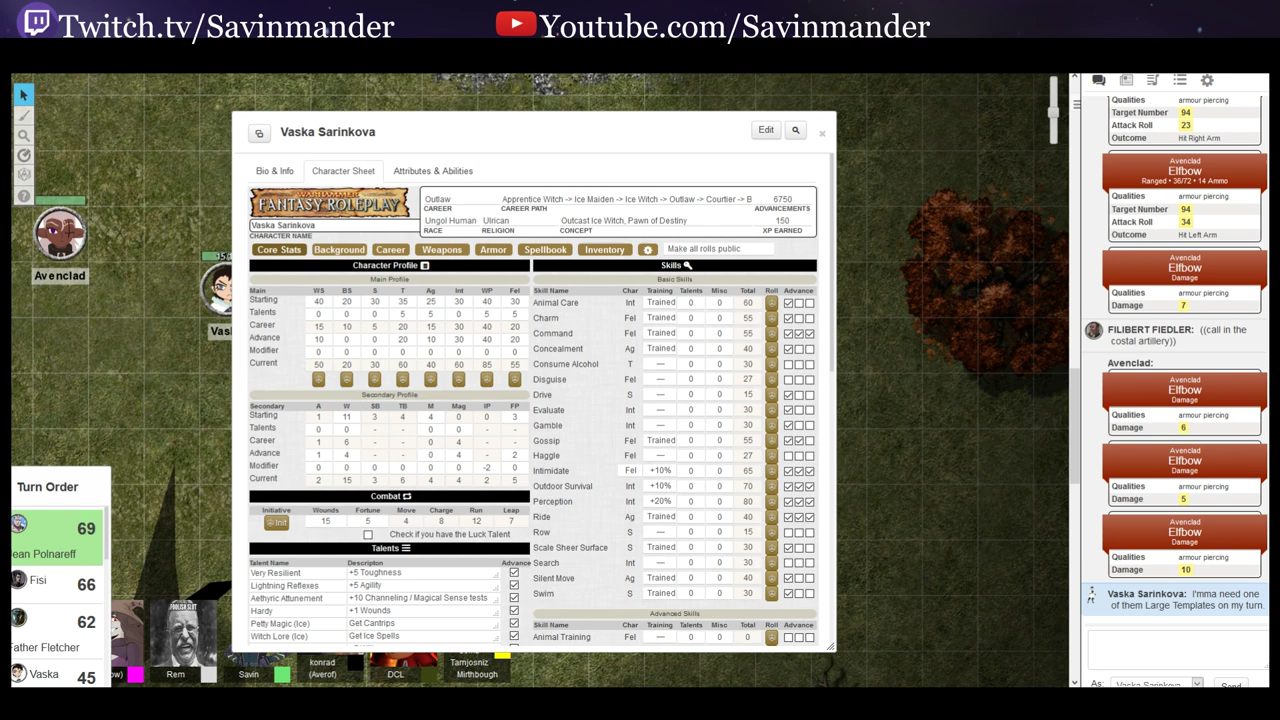 Twitch.tv/Savinmander
Youtube.com/Savinmander
Avenclad
Vaska Sarinkova
Edit
Bio & Info Character Sheet Attributes & Abilities
WARHAMMER
FANTASY ROLEPLAY
Outlaw Apprentice Witch -> Ice Maiden -> Ice Witch -> Outlaw -> Courtier -> B 6750
CAREER CAREER PATH ADVANCEMENTS
Ungol Human Ulrican Outcast Ice Witch, Pawn of Destiny 150
RACE RELIGION CONCEPT XP EARNED
Vaska Sarinkova
CHARACTER NAME
Core Stats Background Career Weapons Armor Spellbook Inventory Make all rolls public
Character Profile
Main Profile
Main WS BS S T Ag Int WP Fel
Starting 40 20 30 35 25 30 40 30
Talents 0 0 0 5 5 0 5 5
Career 15 10 5 20 15 30 40 20
Advance 10 0 0 20 10 30 40 20
Modifier 0 0 0 0 0 0 0 0
Current 50 20 30 60 40 60 85 55
Secondary Profile
Secondary A W SB TB M Mag IP FP
Starting 1 11 3 4 4 0 0 3
Talents 0 0 - - 0 0 - -
Career 1 6 - - - 4 - -
Advance 1 4 - - - 4 - 2
Modifier 0 0 0 0 0 0 -2 0
Current 2 15 3 6 4 4 2 5
Combat
Initiative Wounds Fortune Move Charge Run Leap
Init 15 5 4 8 12 7
Check if you have the Luck Talent
Talents
Talent Name Descripton Advance
Very Resilient +5 Toughness
Lightning Reflexes +5 Agility
Aethyric Attunement +10 Channeling / Magical Sense tests
Hardy +1 Wounds
Petty Magic (Ice) Get Cantrips
Witch Lore (Ice) Get Ice Spells
Skills
Basic Skills
Skill Name Char Training Talents Misc Total Roll Advance
Animal Care Int Trained 0 0 60
Charm Fel Trained 0 0 55
Command Fel Trained 0 0 55
Concealment Ag Trained 0 0 40
Consume Alcohol T — 0 0 30
Disguise Fel — 0 0 27
Drive S — 0 0 15
Evaluate Int — 0 0 30
Gamble Int — 0 0 30
Gossip Fel Trained 0 0 55
Haggle Fel — 0 0 27
Intimidate Fel +10% 0 0 65
Outdoor Survival Int +10% 0 0 70
Perception Int +20% 0 0 80
Ride Ag Trained 0 0 40
Row S — 0 0 15
Scale Sheer Surface S Trained 0 0 30
Search Int — 0 0 30
Silent Move Ag Trained 0 0 40
Swim S Trained 0 0 30
Advanced Skills
Skill Name Char Training Talents Misc Total Roll Advance
Animal Training Fel — 0 0 0
Turn Order
69
ean Polnareff
Fisi 66
62
Father Fletcher
Vaska 45
FOOLISH SLUT
Rem
Savin
konrad
(Averof)
DCL
Tarnjosniz
Mirthbough
Qualities armour piercing
Target Number 94
Attack Roll 23
Outcome Hit Right Arm
Avenclad
Elfbow
Ranged • 36/72 • 14 Ammo
Target Number 94
Attack Roll 34
Outcome Hit Left Arm
Avenclad
Elfbow
Damage
Damage 7
FILIBERT FIEDLER: ((call in the
costal artillery))
Avenclad:
Avenclad
Elfbow
Damage
Qualities armour piercing
Damage 6
Avenclad
Elfbow
Damage
Qualities armour piercing
Damage 5
Avenclad
Elfbow
Damage
Qualities armour piercing
Damage 10
Vaska Sarinkova: I'mma need one
of them Large Templates on my turn.
As: Vaska Sarinkova Send